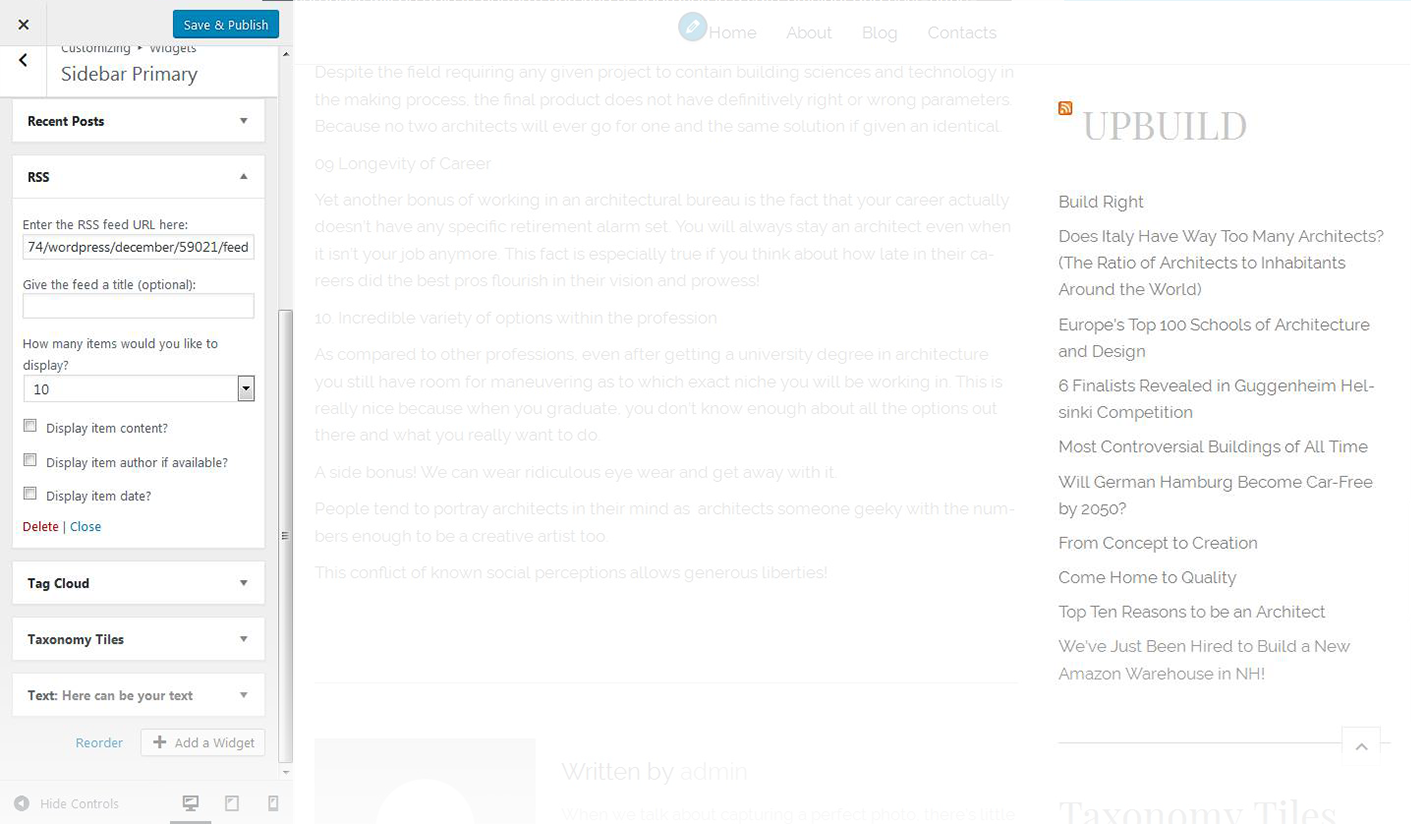 Save & Publish
Customizing ▸ Widgets
Sidebar Primary
Recent Posts
RSS
Enter the RSS feed URL here:
74/wordpress/december/59021/feed
Give the feed a title (optional):
How many items would you like to
display?
10
Display item content?
Display item author if available?
Display item date?
Delete | Close
Tag Cloud
Taxonomy Tiles
Text: Here can be your text
Reorder
Add a Widget
Hide Controls
Home About Blog Contacts
Despite the field requiring any given project to contain building sciences and technology in
the making process, the final product does not have definitively right or wrong parameters.
Because no two architects will ever go for one and the same solution if given an identical.
09 Longevity of Career
Yet another bonus of working in an architectural bureau is the fact that your career actually
doesn't have any specific retirement alarm set. You will always stay an architect even when
it isn't your job anymore. This fact is especially true if you think about how late in their ca-
reers did the best pros flourish in their vision and prowess!
10. Incredible variety of options within the profession
As compared to other professions, even after getting a university degree in architecture
you still have room for maneuvering as to which exact niche you will be working in. This is
really nice because when you graduate, you don't know enough about all the options out
there and what you really want to do.
A side bonus! We can wear ridiculous eye wear and get away with it.
People tend to portray architects in their mind as architects someone geeky with the num-
bers enough to be a creative artist too.
This conflict of known social perceptions allows generous liberties!
Written by admin
When we talk about capturing a perfect photo, there's little
UPBUILD
Build Right
Does Italy Have Way Too Many Architects?
(The Ratio of Architects to Inhabitants
Around the World)
Europe's Top 100 Schools of Architecture
and Design
6 Finalists Revealed in Guggenheim Hel-
sinki Competition
Most Controversial Buildings of All Time
Will German Hamburg Become Car-Free
by 2050?
From Concept to Creation
Come Home to Quality
Top Ten Reasons to be an Architect
We've Just Been Hired to Build a New
Amazon Warehouse in NH!
Taxonomy Tiles